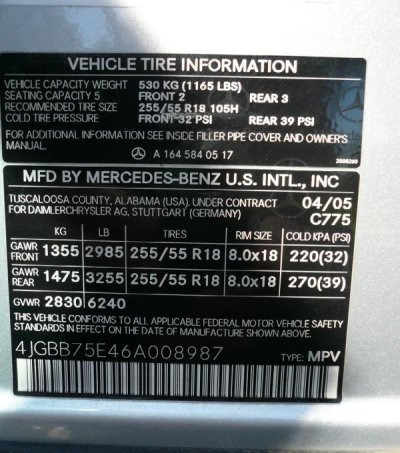 VEHICLE TIRE INFORMATION
VEHICLE CAPACITY WEIGHT 530 KG (1165 LBS)
SEATING CAPACITY 5 FRONT 2 REAR 3
RECOMMENDED TIRE SIZE 255/55 R18 105H
COLD TIRE PRESSURE FRONT 32 PSI REAR 39 PSI
FOR ADDITIONAL INFORMATION SEE INSIDE FILLER PIPE COVER AND OWNER'S
MANUAL.
A 164 584 05 17
MFD BY MERCEDES-BENZ U.S. INTL., INC
TUSCALOOSA COUNTY, ALABAMA (USA). UNDER CONTRACT 04/05
FOR DAIMLERCHRYSLER AG, STUTTGART (GERMANY) C775
KG LB TIRES RIM SIZE COLD KPA (PSI)
GAWR FRONT 1355 2985 255/55 R18 8.0x18 220(32)
GAWR REAR 1475 3255 255/55 R18 8.0x18 270(39)
GVWR 2830 6240
THIS VEHICLE CONFORMS TO ALL APPLICABLE FEDERAL MOTOR VEHICLE SAFETY
STANDARDS IN EFFECT ON THE DATE OF MANUFACTURE SHOWN ABOVE.
4JGBB75E46A008987 TYPE: MPV